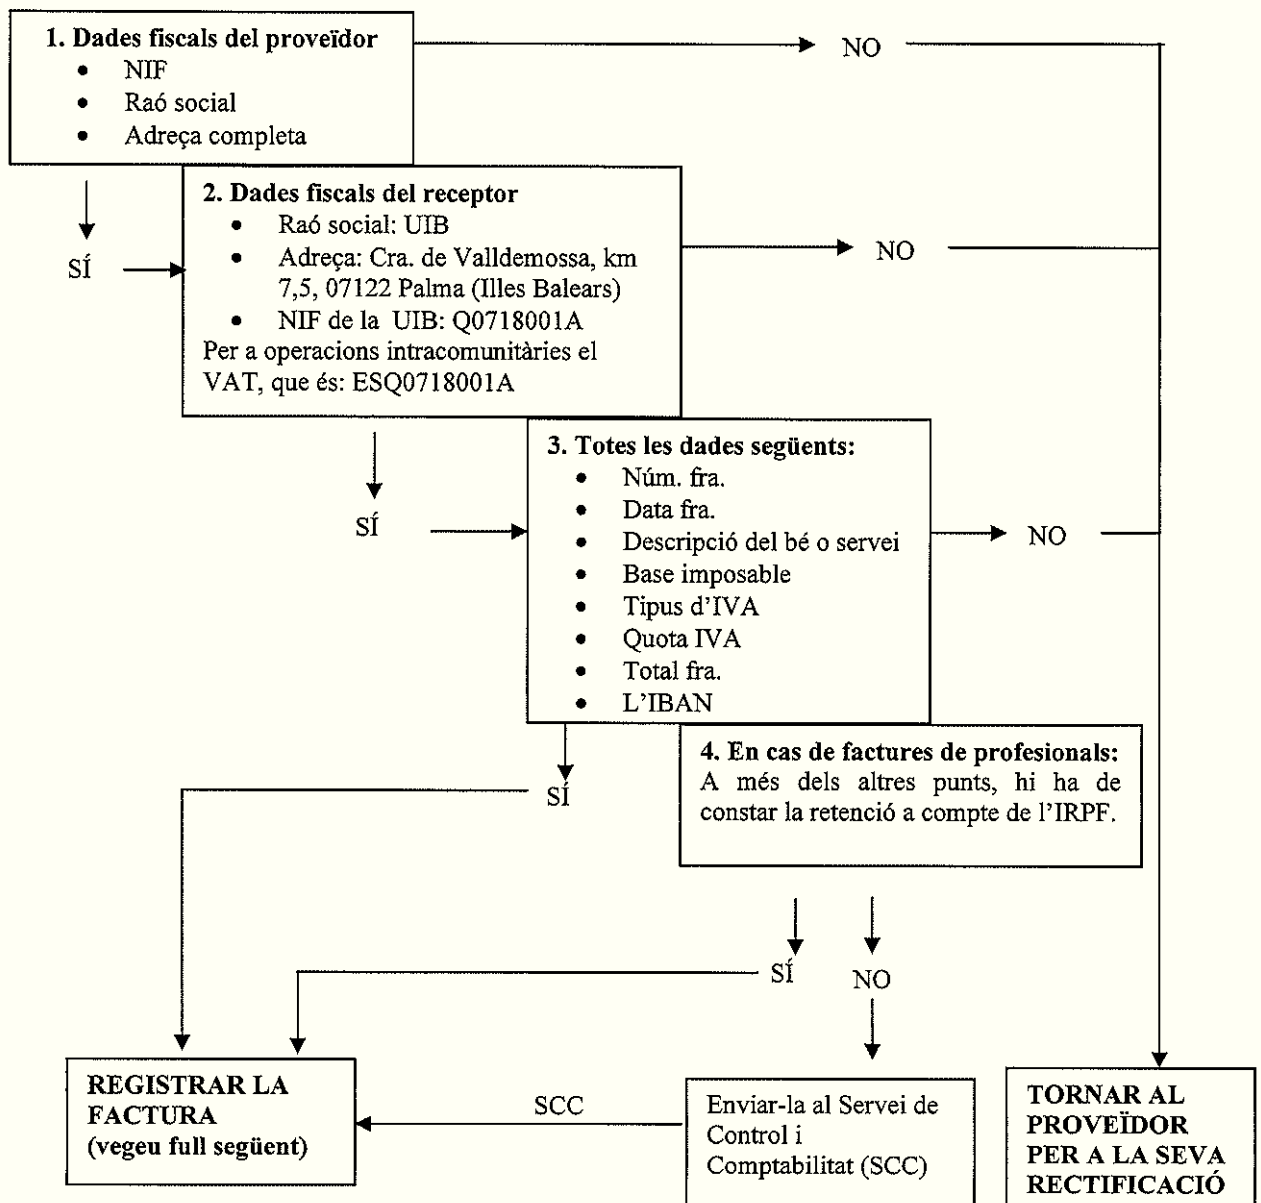 1. Dades fiscals del proveïdor
• NIF
• Raó social
• Adreça completa
NO
SÍ
2. Dades fiscals del receptor
• Raó social: UIB
• Adreça: Cra. de Valldemossa, km
7,5, 07122 Palma (Illes Balears)
• NIF de la UIB: Q0718001A
Per a operacions intracomunitàries el
VAT, que és: ESQ0718001A
NO
SÍ
3. Totes les dades següents:
• Núm. fra.
• Data fra.
• Descripció del bé o servei
• Base imposable
• Tipus d'IVA
• Quota IVA
• Total fra.
• L'IBAN
NO
SÍ
4. En cas de factures de profesionals:
A més dels altres punts, hi ha de
constar la retenció a compte de l'IRPF.
SÍ
NO
REGISTRAR LA
FACTURA
(vegeu full següent)
SCC
Enviar-la al Servei de
Control i
Comptabilitat (SCC)
TORNAR AL
PROVEÏDOR
PER A LA SEVA
RECTIFICACIÓ